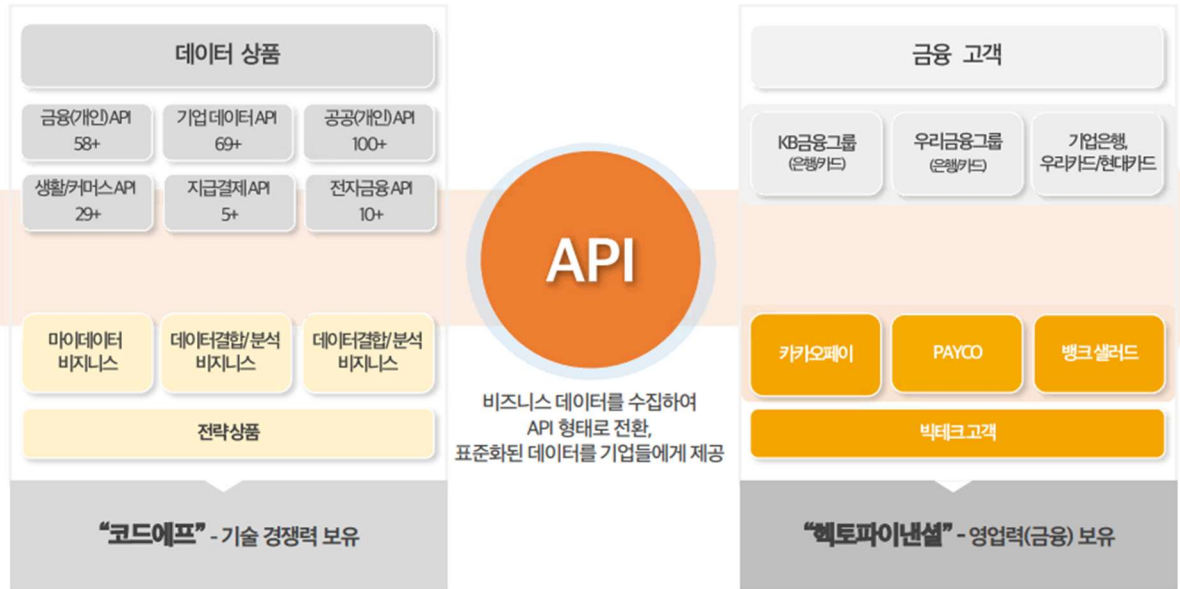 데이터 상품
금융(개인) API
58+
기업 데이터 API
69+
공공(개인) API
100+
생활/커머스 API
29+
지급결제 API
5+
전자금융 API
10+
마이데이터
비지니스
데이터결합/분석
비지니스
데이터결합/분석
비지니스
전략상품
“코드에프” - 기술 경쟁력 보유
API
비즈니스 데이터를 수집하여
API 형태로 전환,
표준화된 데이터를 기업들에게 제공
금융 고객
KB금융그룹
(은행/카드)
우리금융그룹
(은행/카드)
기업은행,
우리카드/현대카드
카카오페이
PAYCO
뱅크 샐러드
빅테크 고객
“헥토파이낸셜” - 영업력(금융) 보유